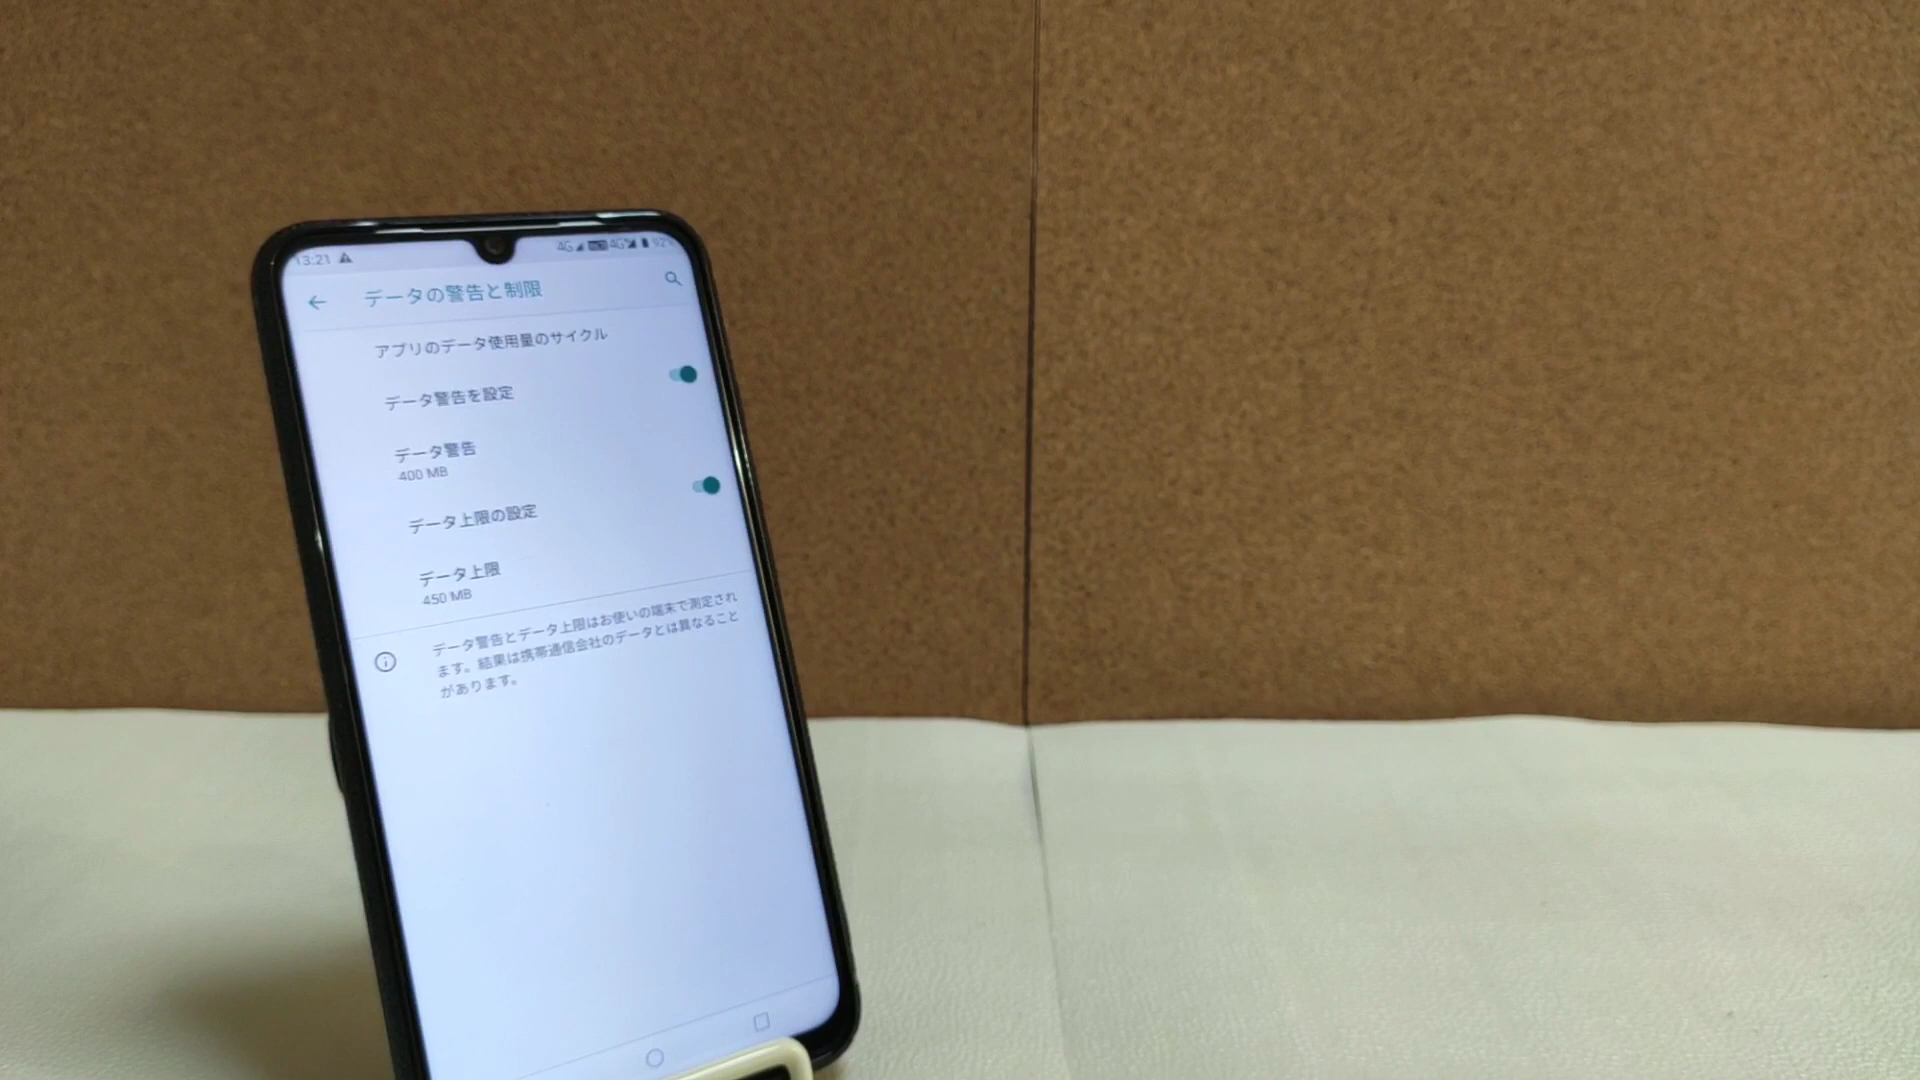 13:21
4G 4G 92%
データの警告と制限
アプリのデータ使用量のサイクル
データ警告を設定
データ警告
400 MB
データ上限の設定
データ上限
450 MB
データ警告とデータ上限はお使いの端末で測定され
ます。結果は携帯通信会社のデータとは異なること
があります。